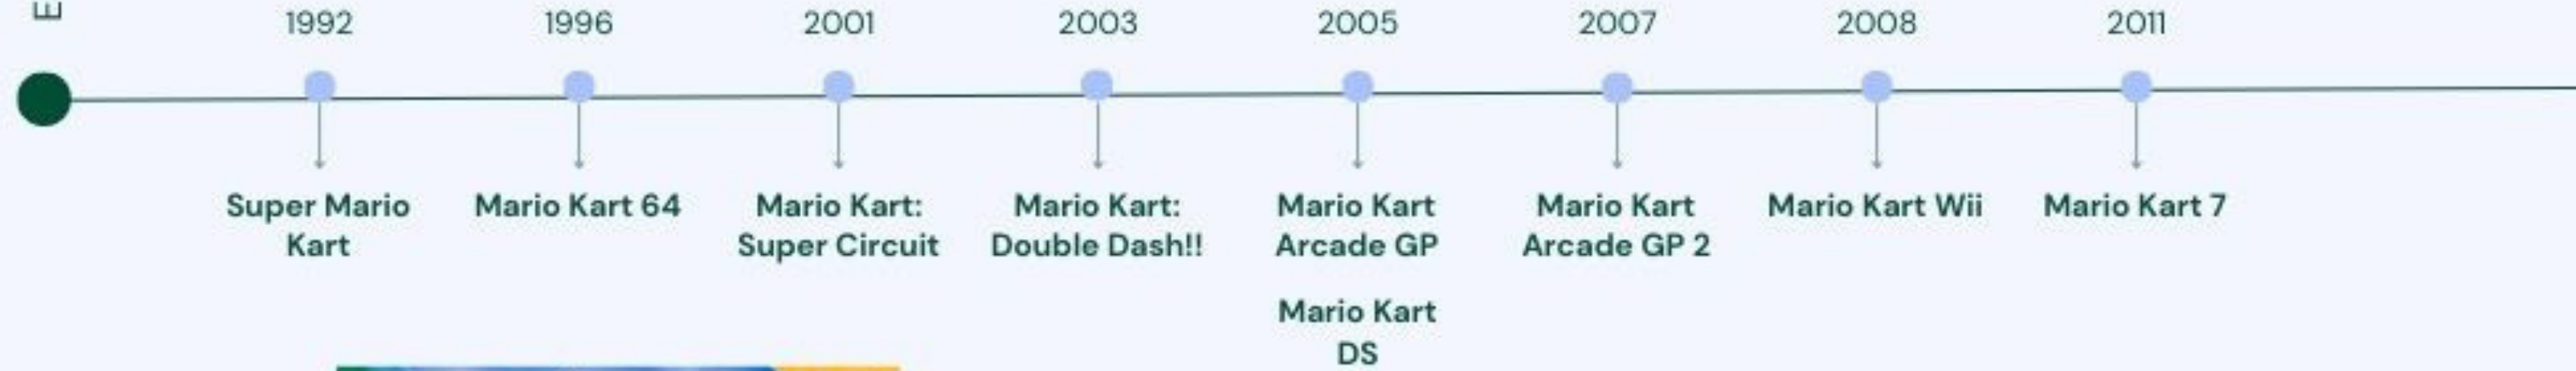 E
1992
1996
2001
2003
2005
2007
2008
2011
Super Mario
Kart
Mario Kart 64
Mario Kart:
Super Circuit
Mario Kart:
Double Dash!!
Mario Kart
Arcade GP
Mario Kart
DS
Mario Kart
Arcade GP 2
Mario Kart Wii
Mario Kart 7